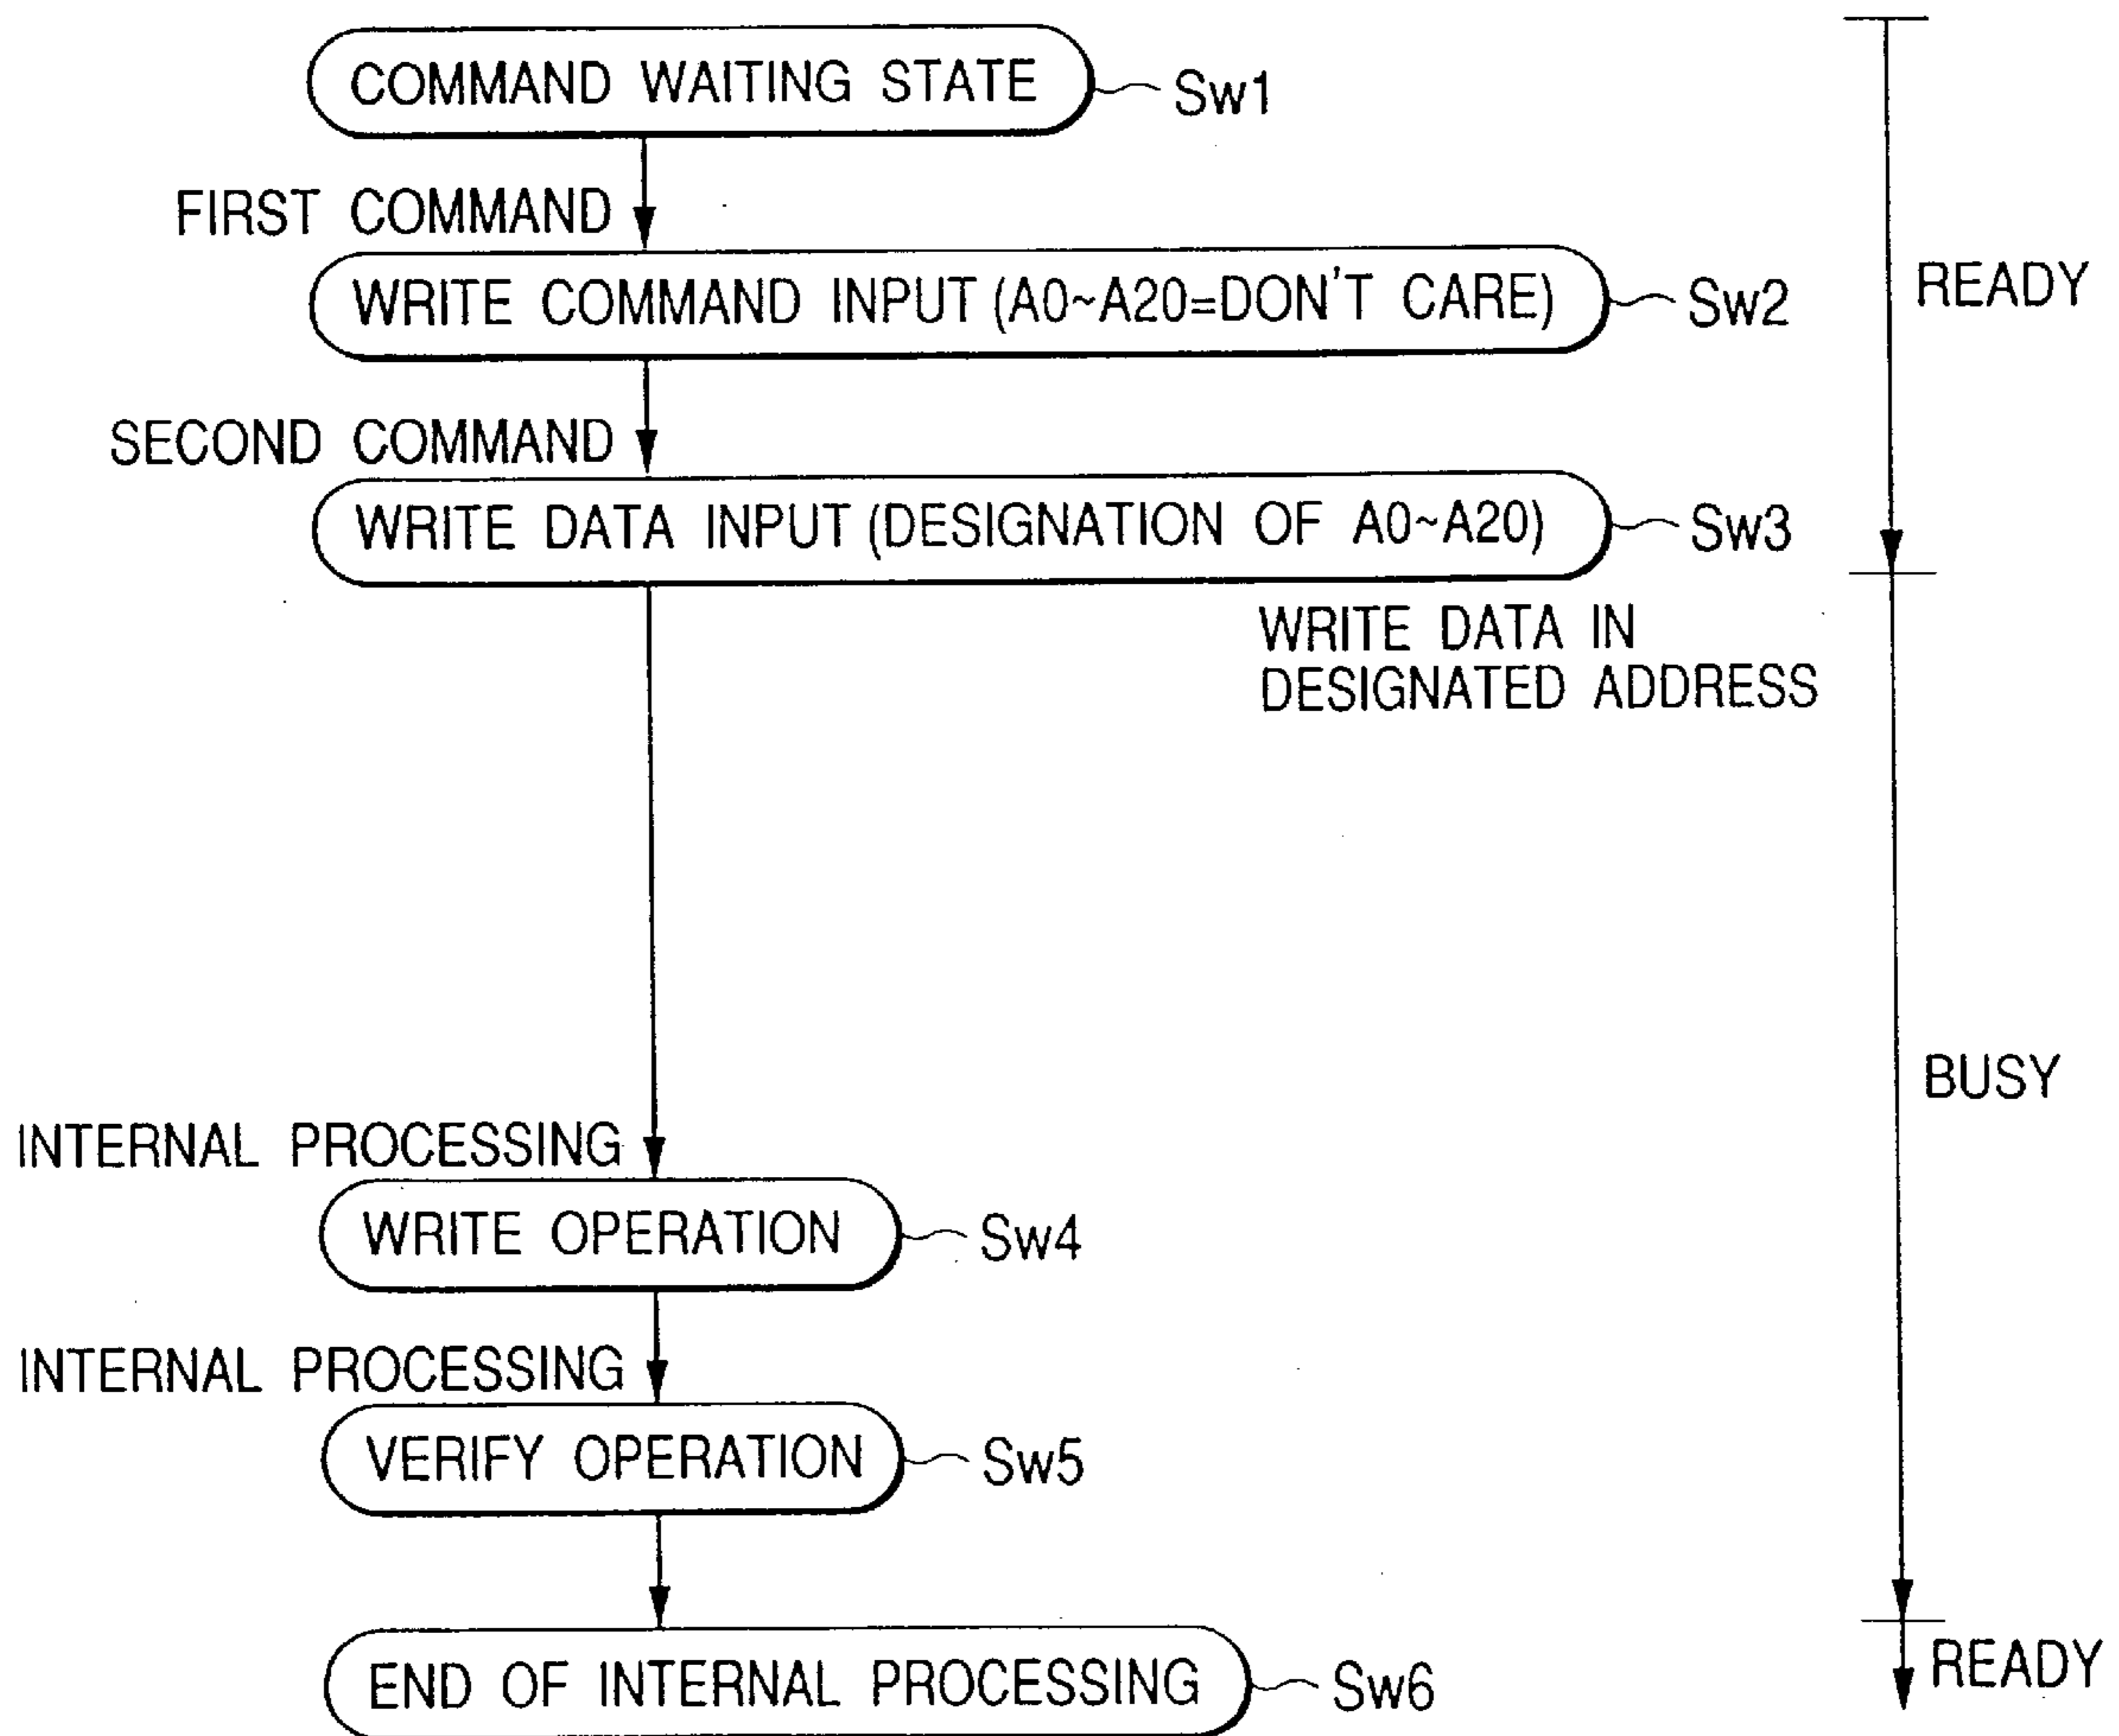 COMMAND WAITING STATE Sw1
FIRST COMMAND
WRITE COMMAND INPUT (A0~A20=DON'T CARE) Sw2
READY
SECOND COMMAND
WRITE DATA INPUT (DESIGNATION OF A0~A20) Sw3
WRITE DATA IN
DESIGNATED ADDRESS
BUSY
INTERNAL PROCESSING
WRITE OPERATION Sw4
INTERNAL PROCESSING
VERIFY OPERATION Sw5
END OF INTERNAL PROCESSING Sw6
READY